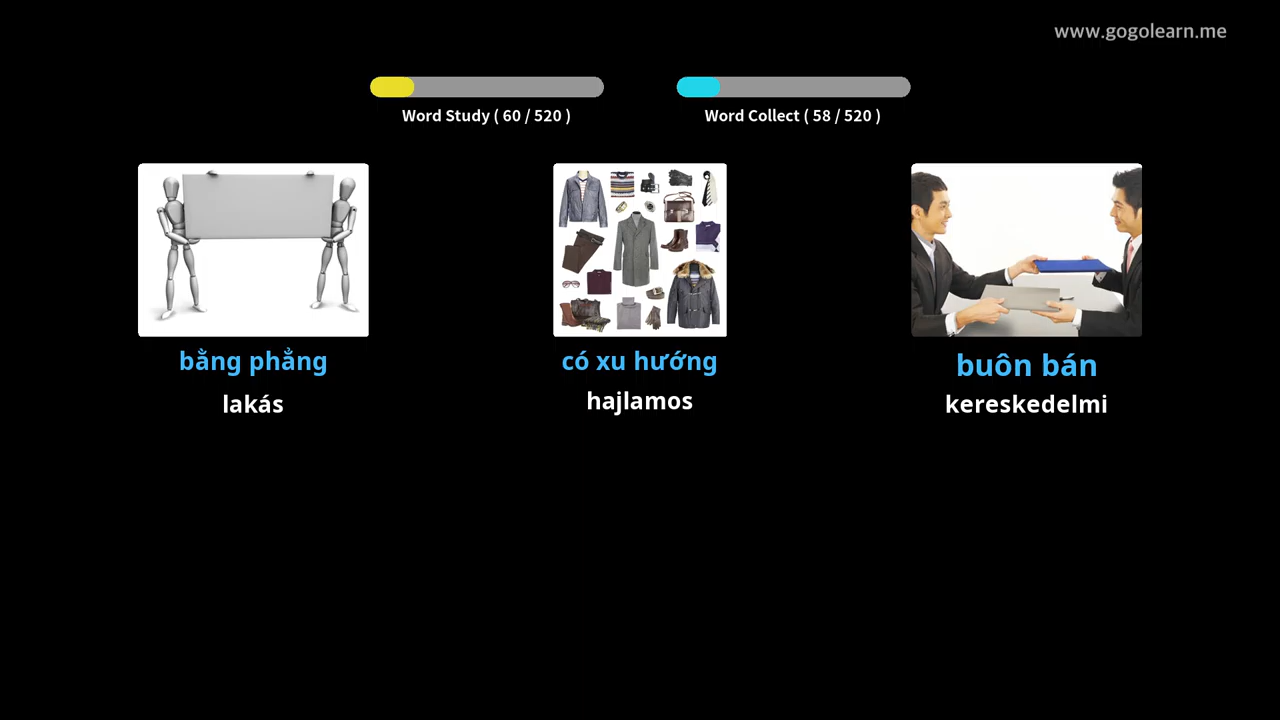 www.gogolearn.me
Word Study ( 60 / 520 )
Word Collect ( 58 / 520 )
bằng phẳng
lakás
có xu hướng
hajlamos
buôn bán
kereskedelmi